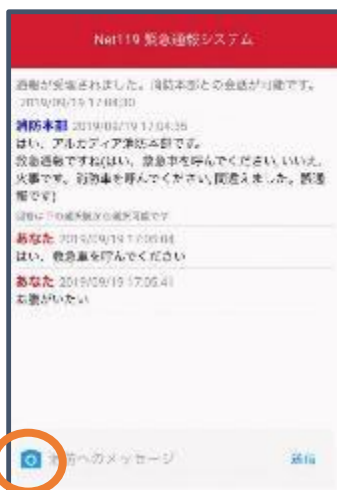 Net119 緊急通報システム
通報が受理されました。消防本部との会話が可能です。
2019/09/19 17:04:30
消防本部 2019/09/19 17:04:35
はい、アルカディア消防本部です。
救急通報ですね(はい、救急車を呼んでください,いいえ、
火事です。消防車を呼んでください,間違えました。誤通
報です)
回答は下の選択肢から選択可能です
あなた 2019/09/19 17:05:04
はい、救急車を呼んでください
あなた 2019/09/19 17:05:41
お腹がいたい
消防へのメッセージ
送信